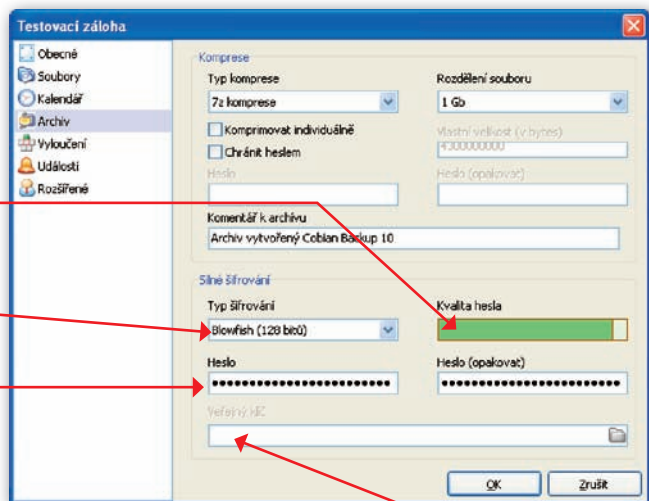 Testovací záloha
Obecné
Soubory
Kalendář
Archiv
Vyloučení
Události
Rozšířené
Komprese
Typ komprese
Rozdělení souboru
7z komprese
1 Gb
Komprimovat individuálně
Vlastní velikost (v bytes)
4300000000
Chránit heslem
Heslo
Heslo (opakovat)
Komentář k archivu
Archiv vytvořený Cobian Backup 10
Silné šifrování
Typ šifrování
Kvalita hesla
Blowfish (128 bitů)
Heslo
Heslo (opakovat)
Veřejný klíč
OK
Zrušit